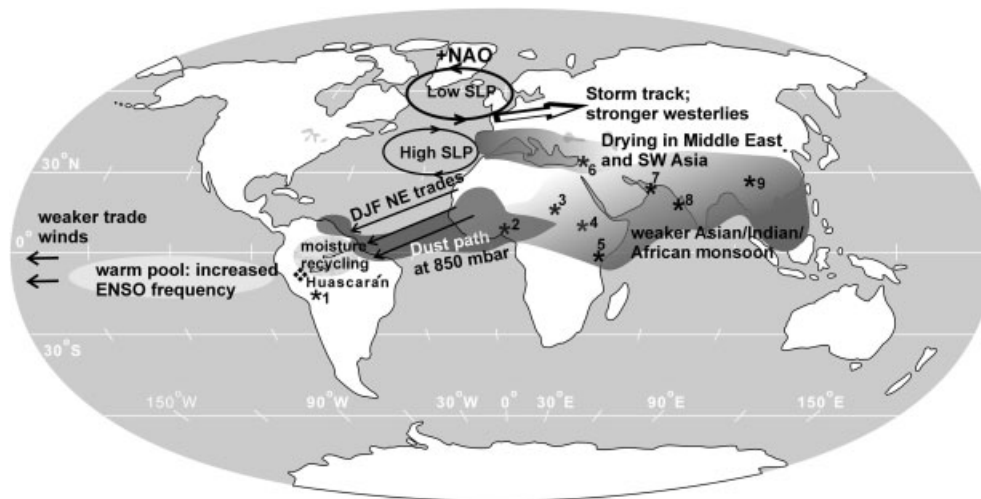 +NAO
Low SLP
Storm track;
stronger westerlies
High SLP
Drying in Middle East
and SW Asia
30°N
DJF NE trades
* 6
* 7
* 8
* 9
* 3
* 4
* 2
* 5
weaker trade
winds
0°
moisture
recycling
Dust path
at 850 mbar
weaker Asian/Indian/
African monsoon
warm pool: increased
ENSO frequency
Huascarán
* 1
30°S
150°W
90°W
30°W
0°
30°E
90°E
150°E